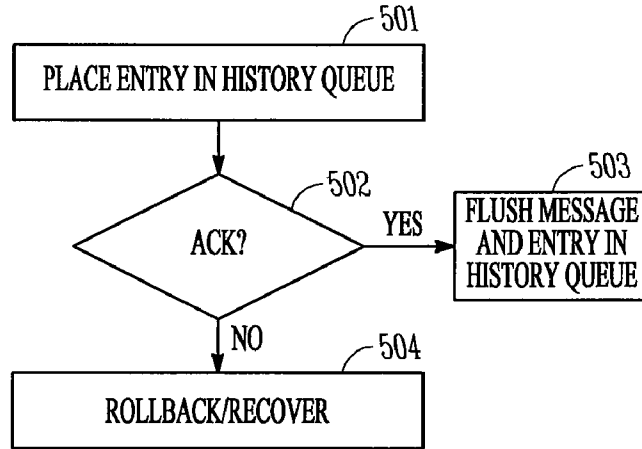 501
PLACE ENTRY IN HISTORY QUEUE
502
ACK?
YES
503
FLUSH MESSAGE
AND ENTRY IN
HISTORY QUEUE
NO
504
ROLLBACK/RECOVER